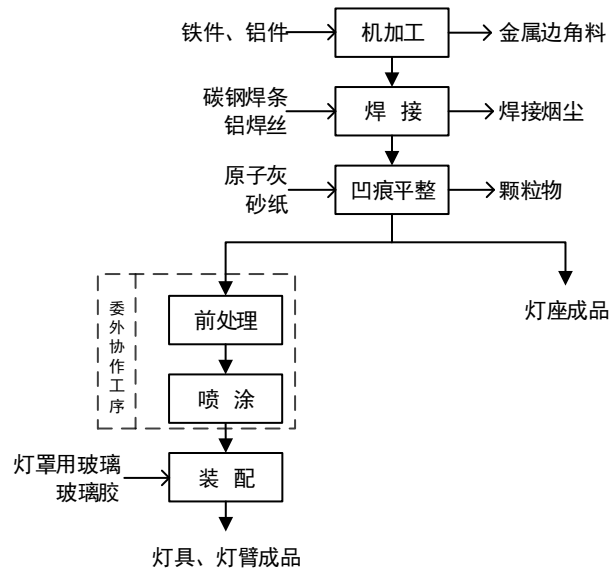 铁件、铝件
机加工
金属边角料
碳钢焊条
铝焊丝
焊 接
焊接烟尘
原子灰
砂纸
凹痕平整
颗粒物
灯座成品
委外协作工序
前处理
喷 涂
灯罩用玻璃
玻璃胶
装 配
灯具、灯臂成品